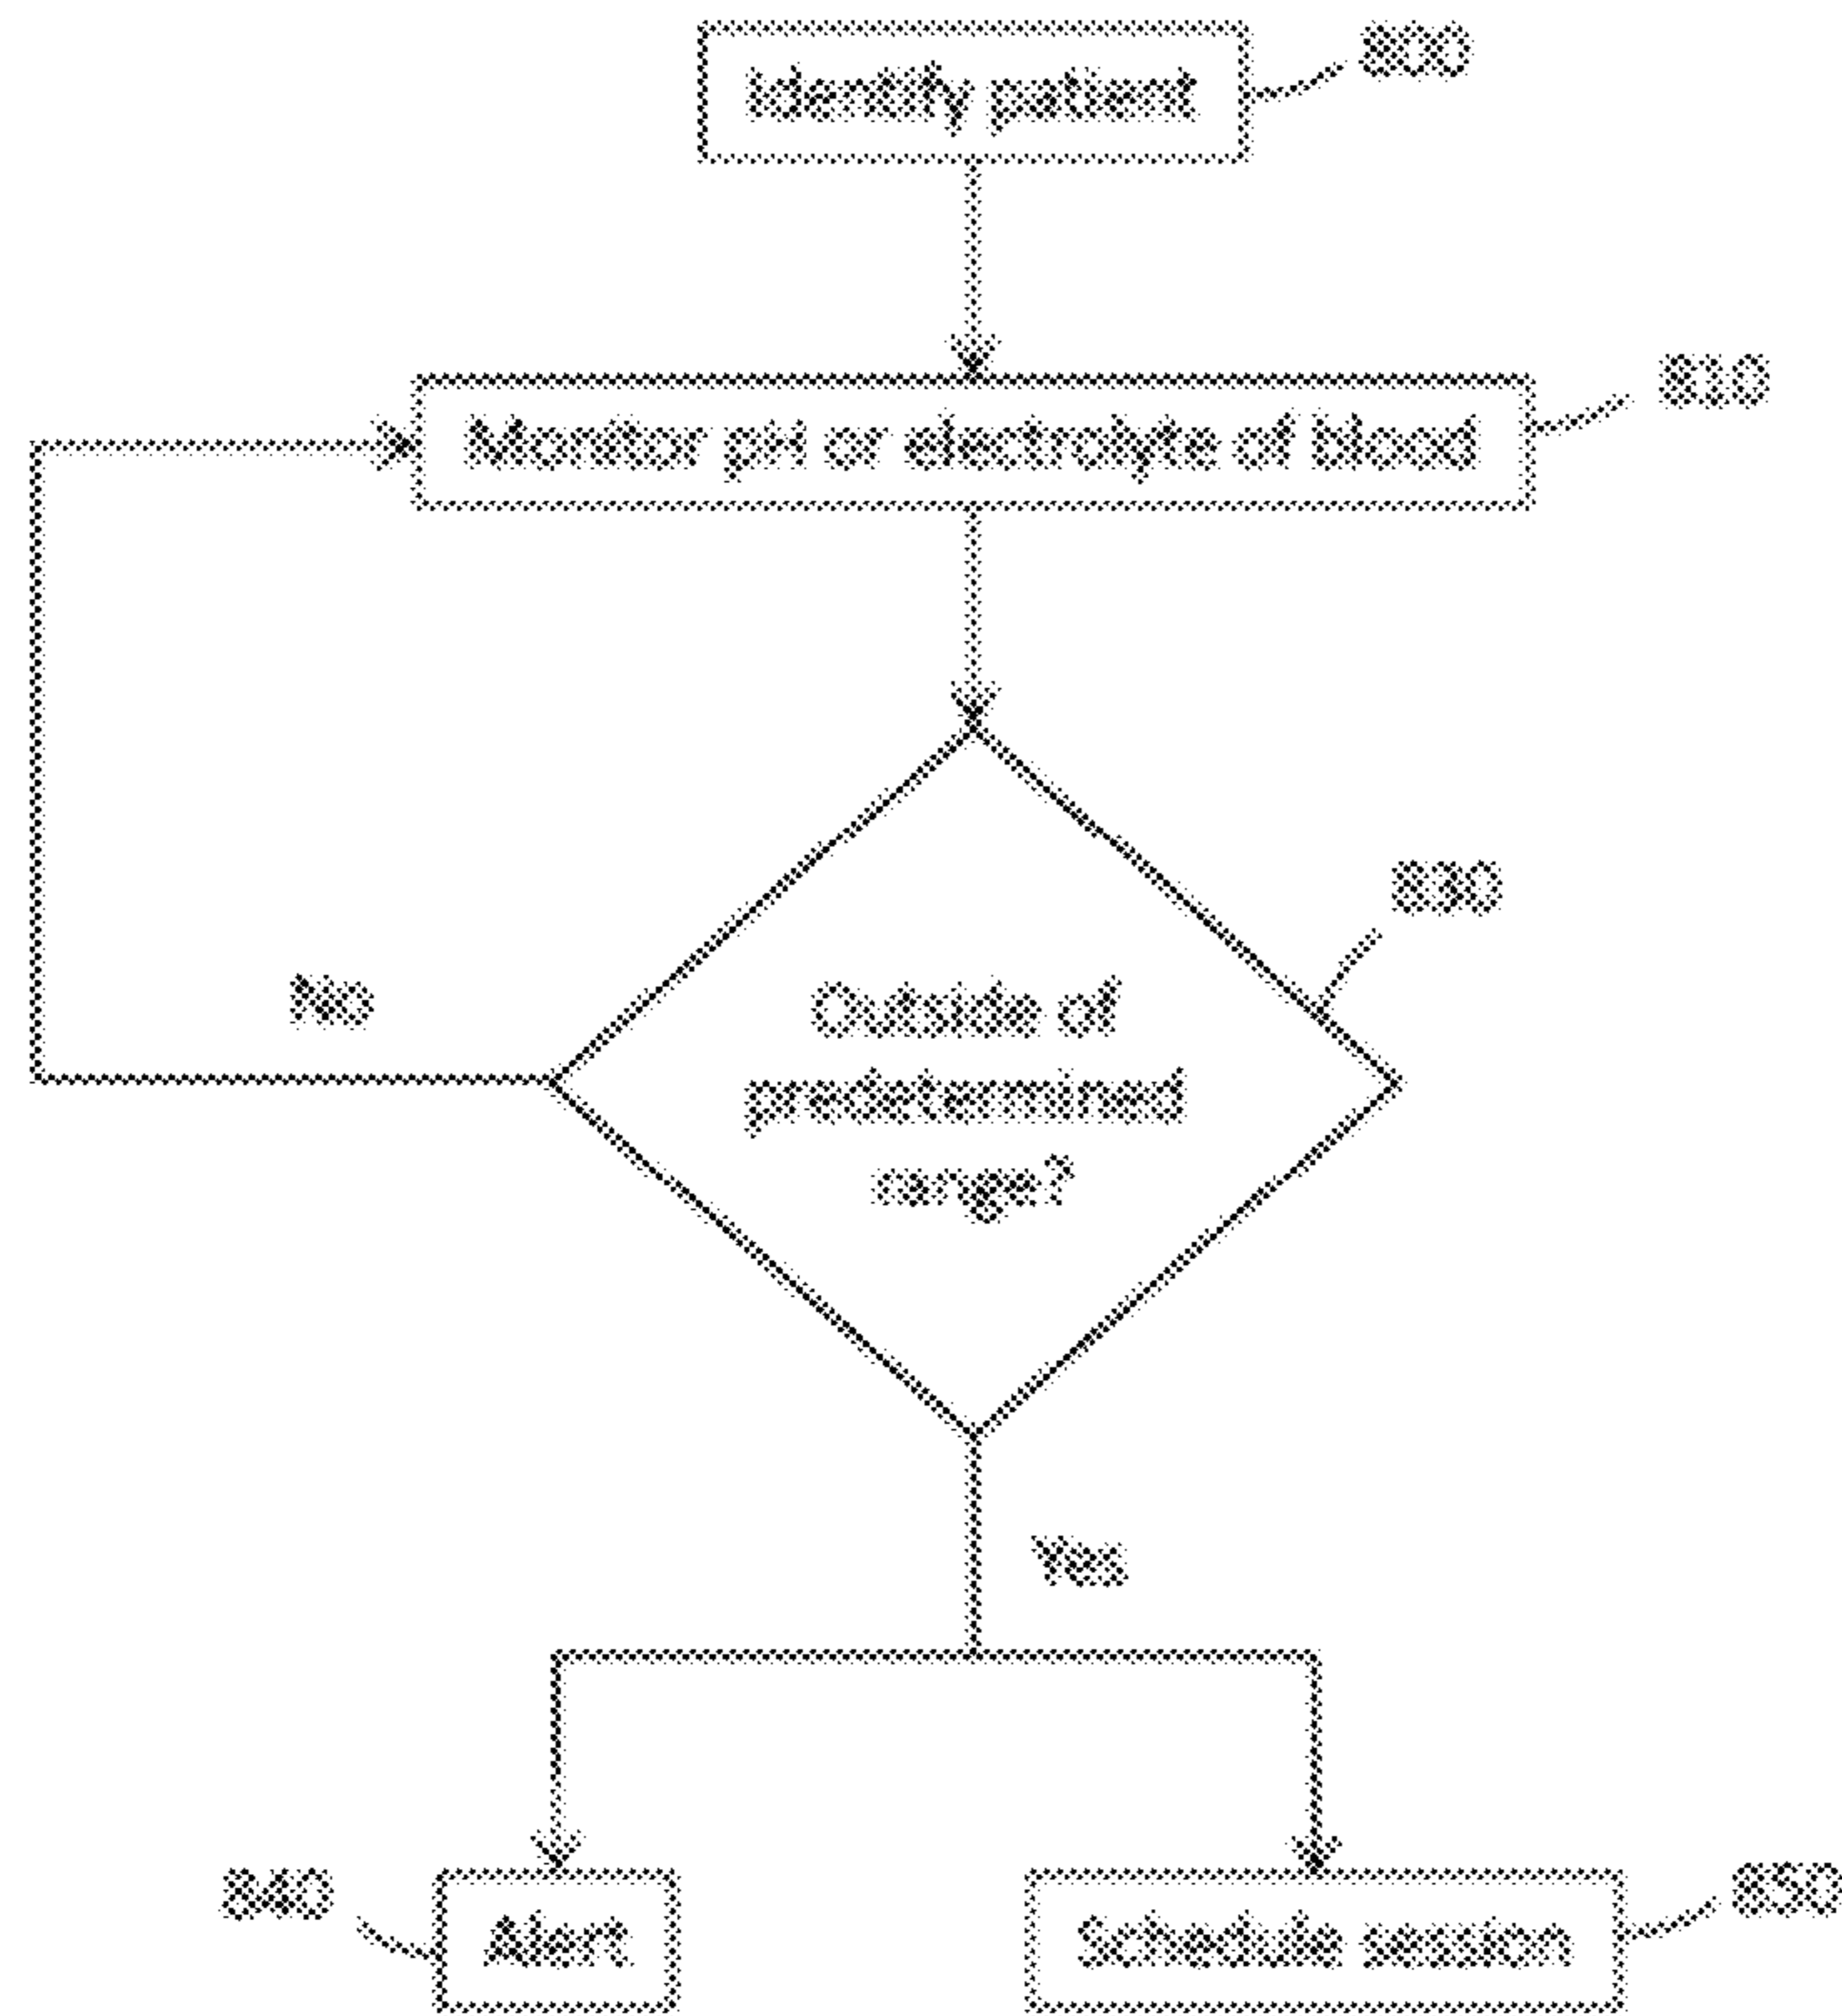 Identify patient
800
Monitor pH or electrolyte of blood
810
830
No
Outside of
predetermined
range?
Yes
840
Alert
Schedule session
850